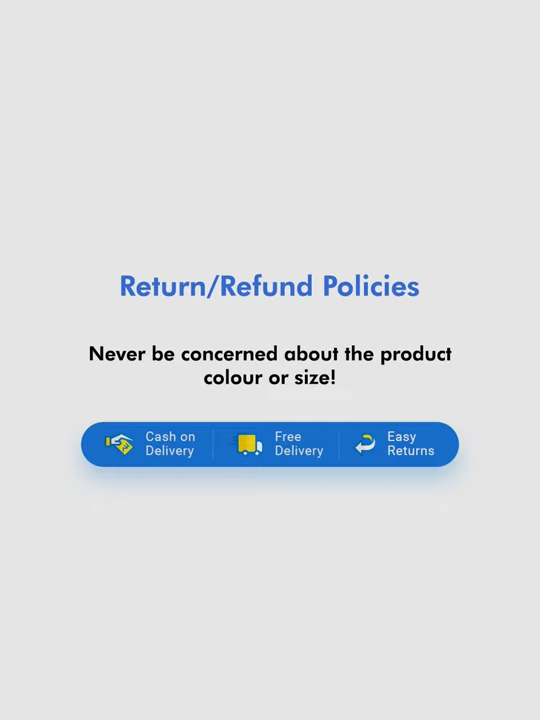 Return/Refund Policies
Never be concerned about the product
colour or size!
Cash on
Delivery
Free
Delivery
Easy
Returns